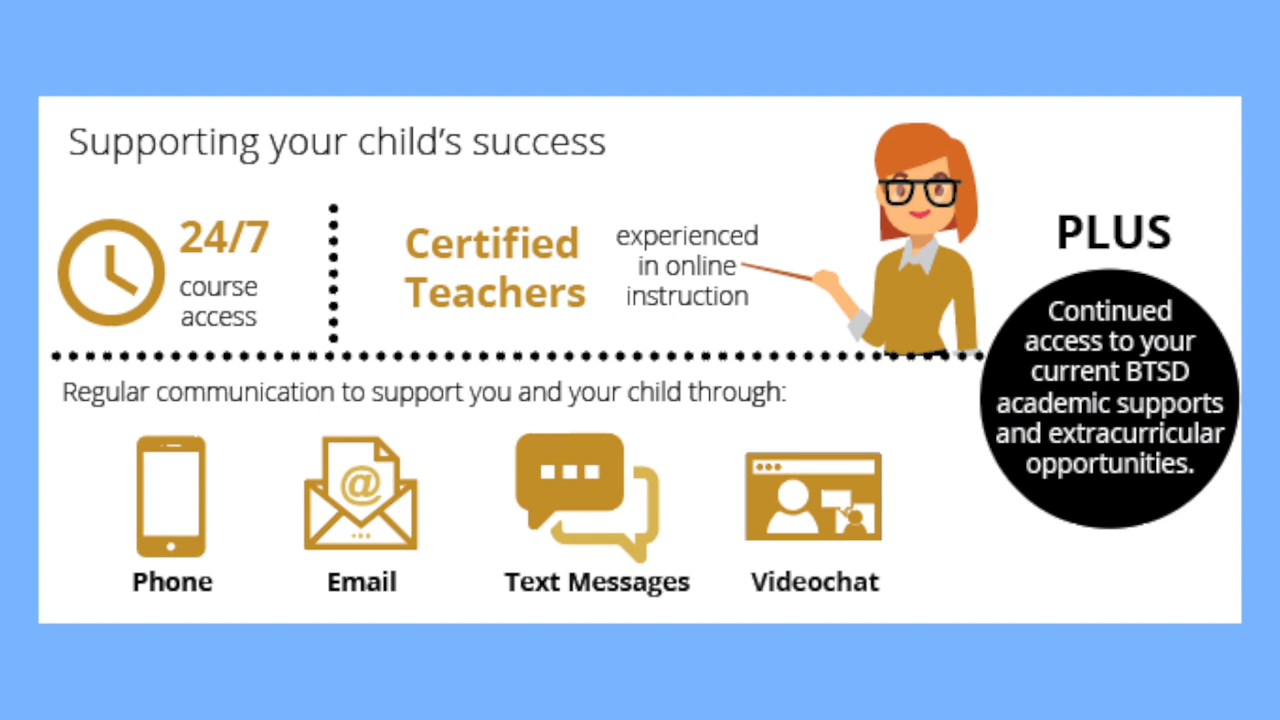 Supporting your child’s success
24/7
course
access
Certified
Teachers
experienced
in online
instruction
PLUS
Continued
access to your
current BTSD
academic supports
and extracurricular
opportunities.
Regular communication to support you and your child through:
@
Phone
Email
Text Messages
Videochat